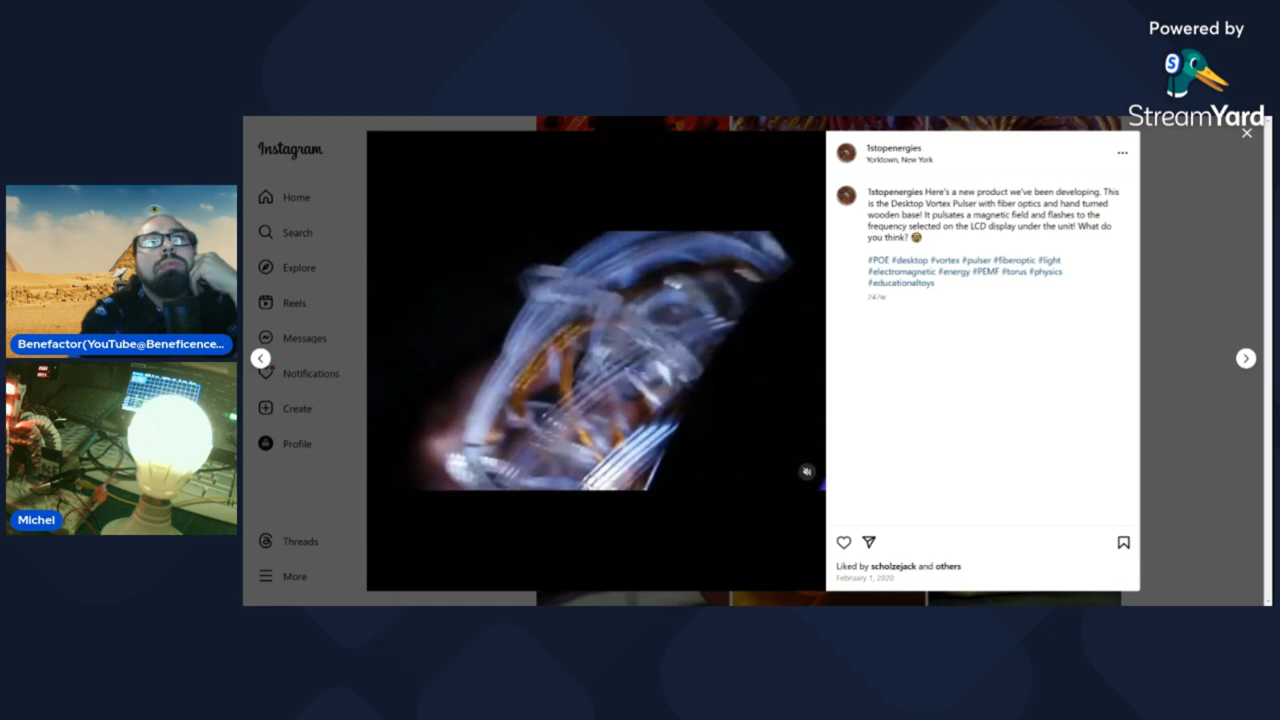 Powered by
StreamYard
Instagram
Home
Search
Explore
Reels
Messages
Notifications
Create
Profile
Threads
More
1stopenergies
Yorktown, New York
1stopenergies Here's a new product we've been developing. This
is the Desktop Vortex Pulser with fiber optics and hand turned
wooden base! It pulsates a magnetic field and flashes to the
frequency selected on the LCD display under the unit! What do
you think?
#POE #desktop #vortex #pulser #fiberoptic #light
#electromagnetic #energy #PEMF #torus #physics
#educationaltoys
747w
Liked by scholzejack and others
February 1, 2020
Benefactor(YouTube@Beneficence...
Michel